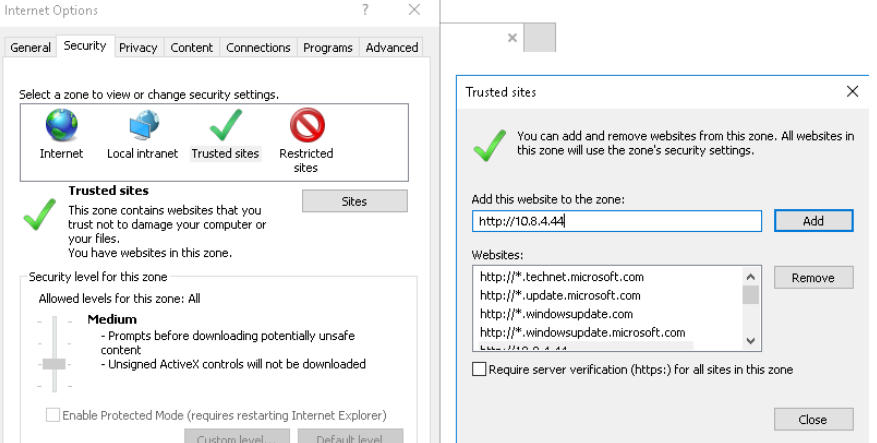 Internet Options
General Security Privacy Content Connections Programs Advanced
Select a zone to view or change security settings.
Internet Local intranet Trusted sites Restricted
sites
Trusted sites
Sites
This zone contains websites that you
trust not to damage your computer or
your files.
You have websites in this zone.
Security level for this zone
Allowed levels for this zone: All
Medium
- Prompts before downloading potentially unsafe
content
- Unsigned ActiveX controls will not be downloaded
Enable Protected Mode (requires restarting Internet Explorer)
Custom level... Default level
Trusted sites
You can add and remove websites from this zone. All websites in
this zone will use the zone's security settings.
Add this website to the zone:
http://10.8.4.44
Add
Websites:
http://*.technet.microsoft.com
Remove
http://*.update.microsoft.com
http://*.windowsupdate.com
http://*.windowsupdate.microsoft.com
Require server verification (https:) for all sites in this zone
Close